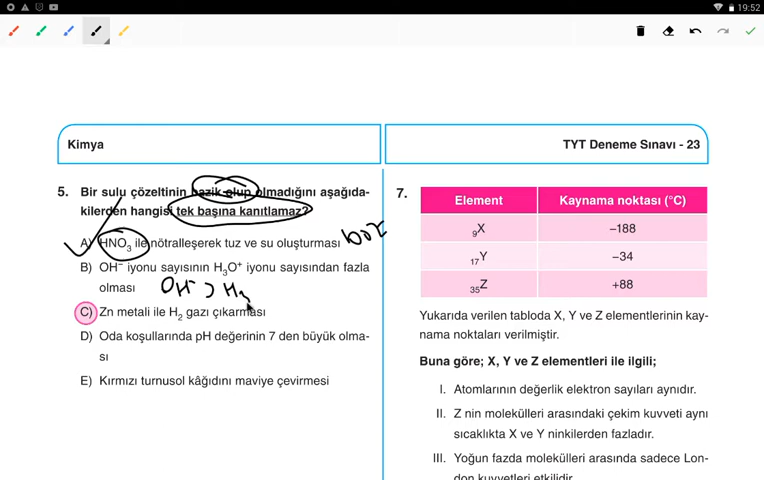 19:52
Kimya
TYT Deneme Sınavı - 23
5. Bir sulu çözeltinin bazik olup olmadığını aşağıda-
kilerden hangisi tek başına kanıtlamaz?
A) HNO₃ ile nötralleşerek tuz ve su oluşturması
baz
B) OH⁻ iyonu sayısının H₃O⁺ iyonu sayısından fazla
olması
OH⁻ > H₃
C) Zn metali ile H₂ gazı çıkarması
D) Oda koşullarında pH değerinin 7 den büyük olma-
sı
E) Kırmızı turnusol kâğıdını maviye çevirmesi
7.
Element Kaynama noktası (°C)
₉X −188
₁₇Y −34
₃₅Z +88
Yukarıda verilen tabloda X, Y ve Z elementlerinin kay-
nama noktaları verilmiştir.
Buna göre; X, Y ve Z elementleri ile ilgili;
I. Atomlarının değerlik elektron sayıları aynıdır.
II. Z nin molekülleri arasındaki çekim kuvveti aynı
sıcaklıkta X ve Y ninkilerden fazladır.
III. Yoğun fazda molekülleri arasında sadece Lon-
don kuvvetleri etkilidir.